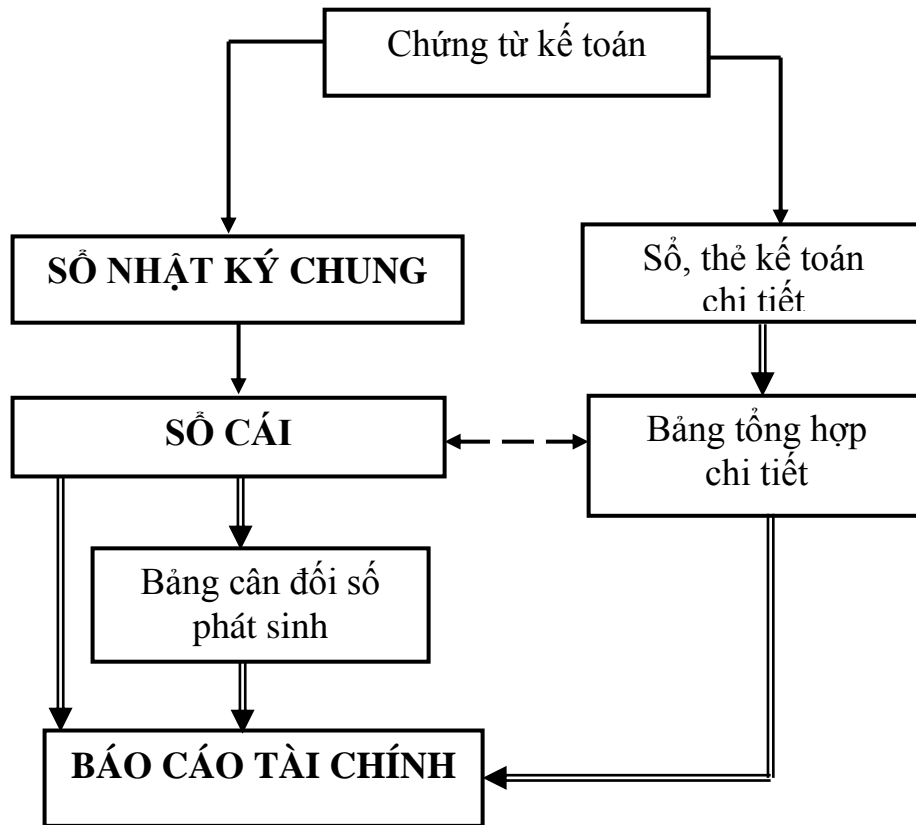 Chứng từ kế toán
SỔ NHẬT KÝ CHUNG
Sổ, thẻ kế toán
chi tiết
SỔ CÁI
Bảng tổng hợp
chi tiết
Bảng cân đối số
phát sinh
BÁO CÁO TÀI CHÍNH